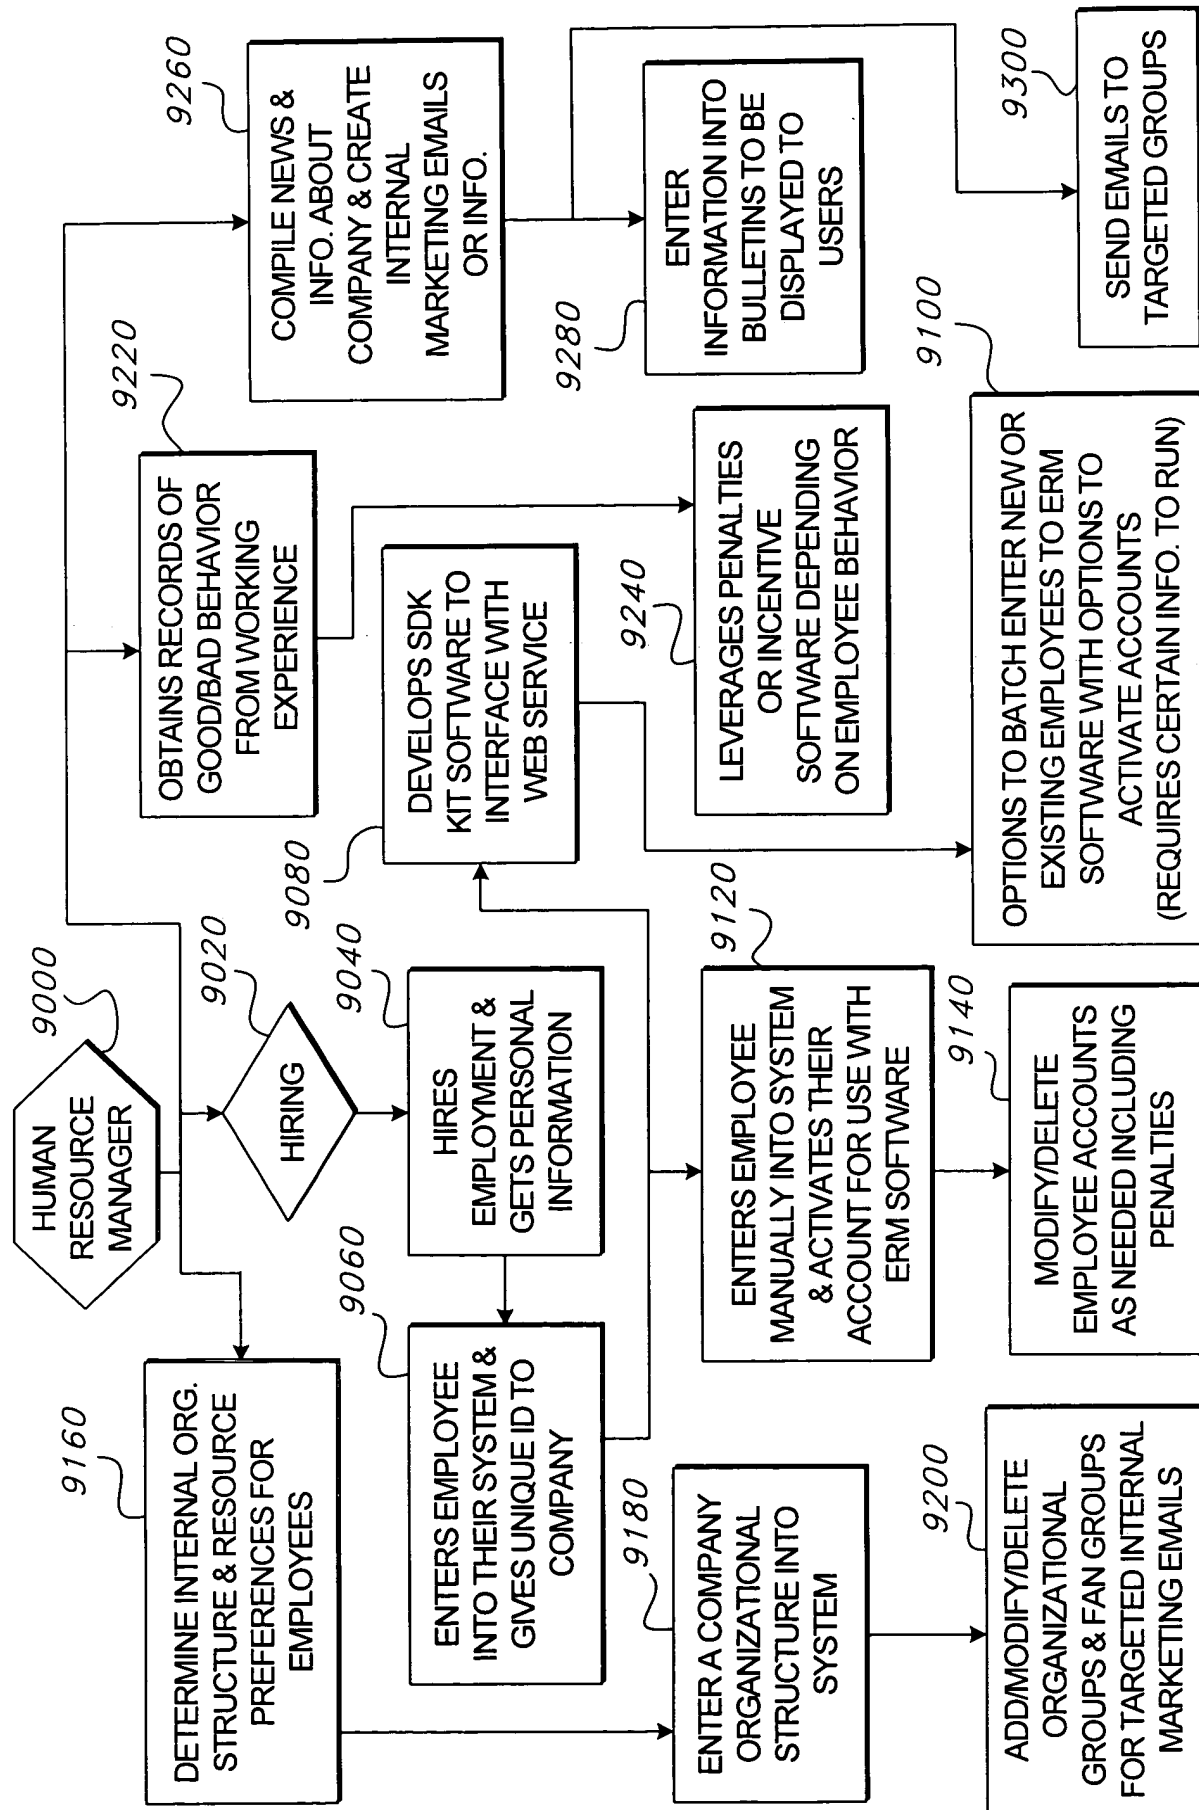 9000
HUMAN
RESOURCE
MANAGER
9160
DETERMINE INTERNAL ORG.
STRUCTURE & RESOURCE
PREFERENCES FOR
EMPLOYEES
9020
HIRING
9220
OBTAINS RECORDS OF
GOOD/BAD BEHAVIOR
FROM WORKING
EXPERIENCE
9260
COMPILE NEWS &
INFO. ABOUT
COMPANY & CREATE
INTERNAL
MARKETING EMAILS
OR INFO.
9060
ENTERS EMPLOYEE
INTO THEIR SYSTEM &
GIVES UNIQUE ID TO
COMPANY
9040
HIRES
EMPLOYMENT &
GETS PERSONAL
INFORMATION
9080
DEVELOPS SDK
KIT SOFTWARE TO
INTERFACE WITH
WEB SERVICE
9280
ENTER
INFORMATION INTO
BULLETINS TO BE
DISPLAYED TO
USERS
9180
ENTER A COMPANY
ORGANIZATIONAL
STRUCTURE INTO
SYSTEM
9120
ENTERS EMPLOYEE
MANUALLY INTO SYSTEM
& ACTIVATES THEIR
ACCOUNT FOR USE WITH
ERM SOFTWARE
9240
LEVERAGES PENALTIES
OR INCENTIVE
SOFTWARE DEPENDING
ON EMPLOYEE BEHAVIOR
9200
ADD/MODIFY/DELETE
ORGANIZATIONAL
GROUPS & FAN GROUPS
FOR TARGETED INTERNAL
MARKETING EMAILS
9140
MODIFY/DELETE
EMPLOYEE ACCOUNTS
AS NEEDED INCLUDING
PENALTIES
9100
OPTIONS TO BATCH ENTER NEW OR
EXISTING EMPLOYEES TO ERM
SOFTWARE WITH OPTIONS TO
ACTIVATE ACCOUNTS
(REQUIRES CERTAIN INFO. TO RUN)
9300
SEND EMAILS TO
TARGETED GROUPS